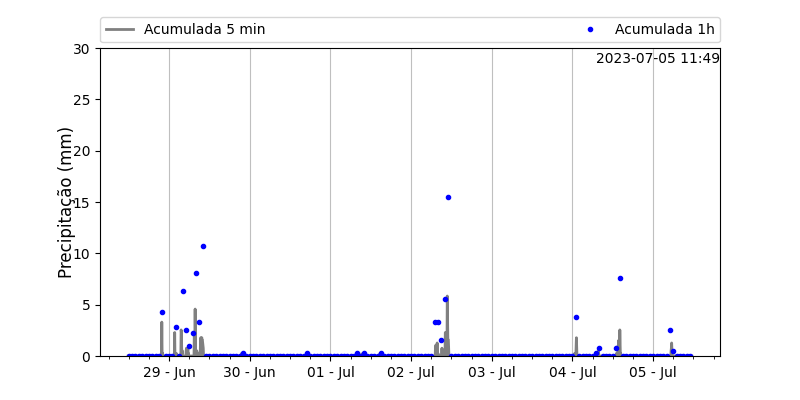 Acumulada 5 min
Acumulada 1h
2023-07-05 11:49
Precipitação (mm)
30
25
20
15
10
5
0
29 - Jun
30 - Jun
01 - Jul
02 - Jul
03 - Jul
04 - Jul
05 - Jul